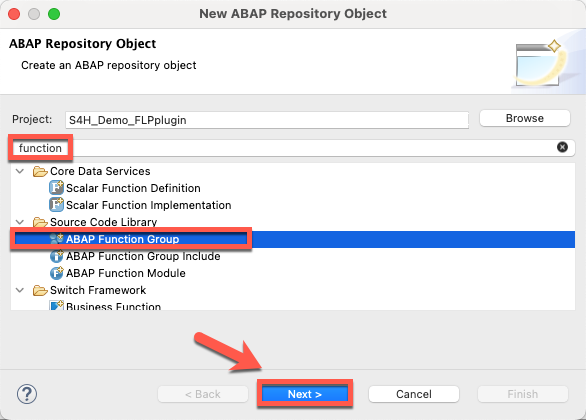 New ABAP Repository Object
ABAP Repository Object
Create an ABAP repository object
Project: S4H_Demo_FLPplugin Browse
function
Core Data Services
Scalar Function Definition
Scalar Function Implementation
Source Code Library
ABAP Function Group
ABAP Function Group Include
ABAP Function Module
Switch Framework
Business Function
? < Back Next > Cancel Finish